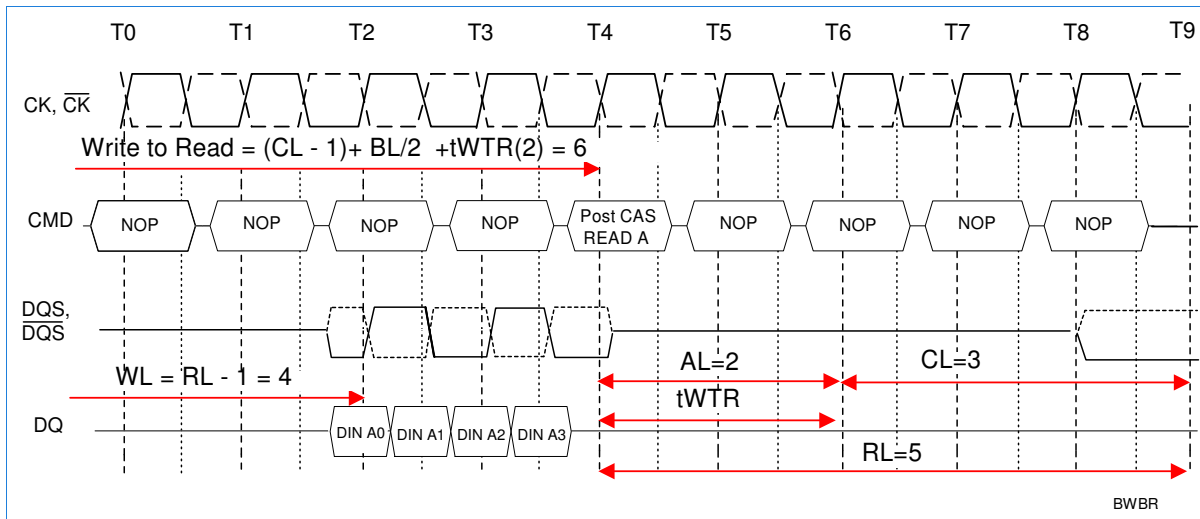 T0 T1 T2 T3 T4 T5 T6 T7 T8 T9
CK, CK
Write to Read = (CL - 1)+ BL/2 +tWTR(2) = 6
CMD NOP NOP NOP NOP Post CAS READ A NOP NOP NOP NOP
DQS,
DQS
AL=2 CL=3
WL = RL - 1 = 4
tWTR
DQ DIN A0 DIN A1 DIN A2 DIN A3
RL=5
BWBR